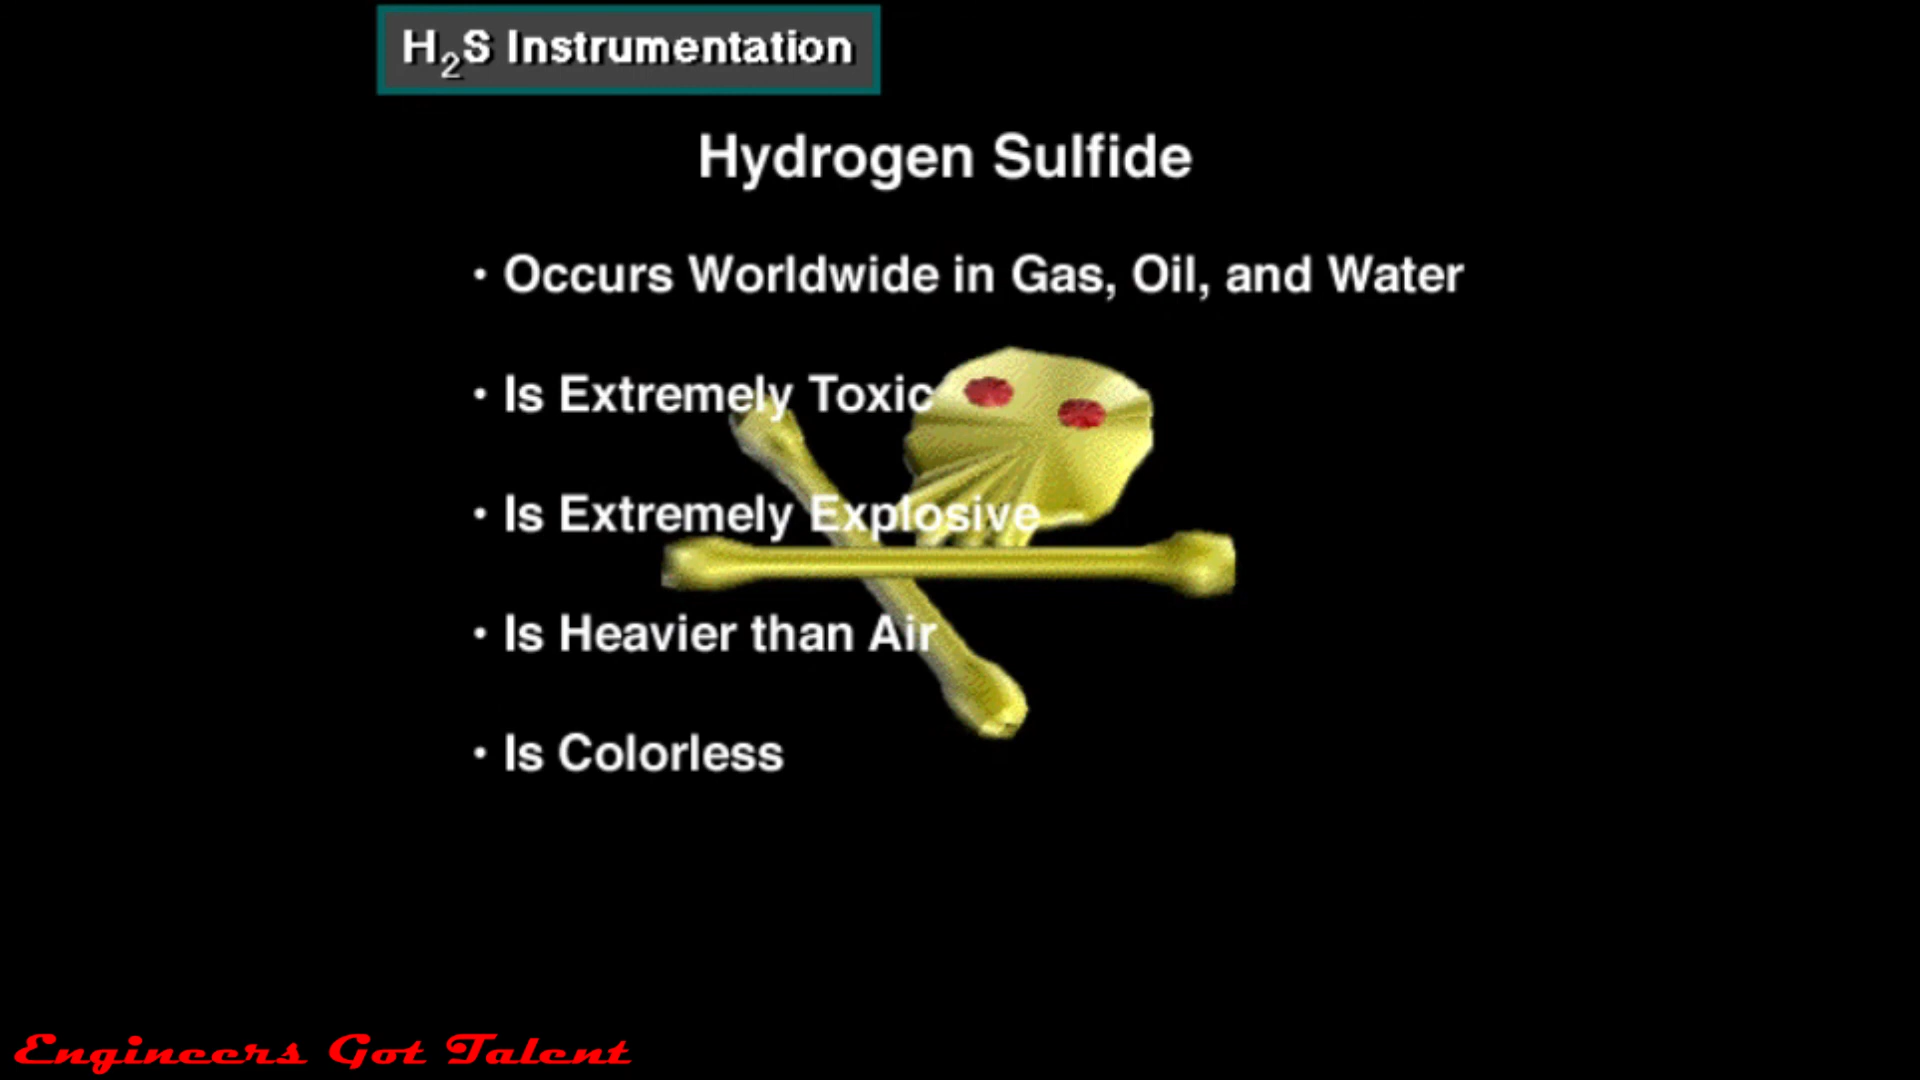 H₂S Instrumentation
Hydrogen Sulfide
• Occurs Worldwide in Gas, Oil, and Water
• Is Extremely Toxic
• Is Extremely Explosive
• Is Heavier than Air
• Is Colorless
Engineers Got Talent